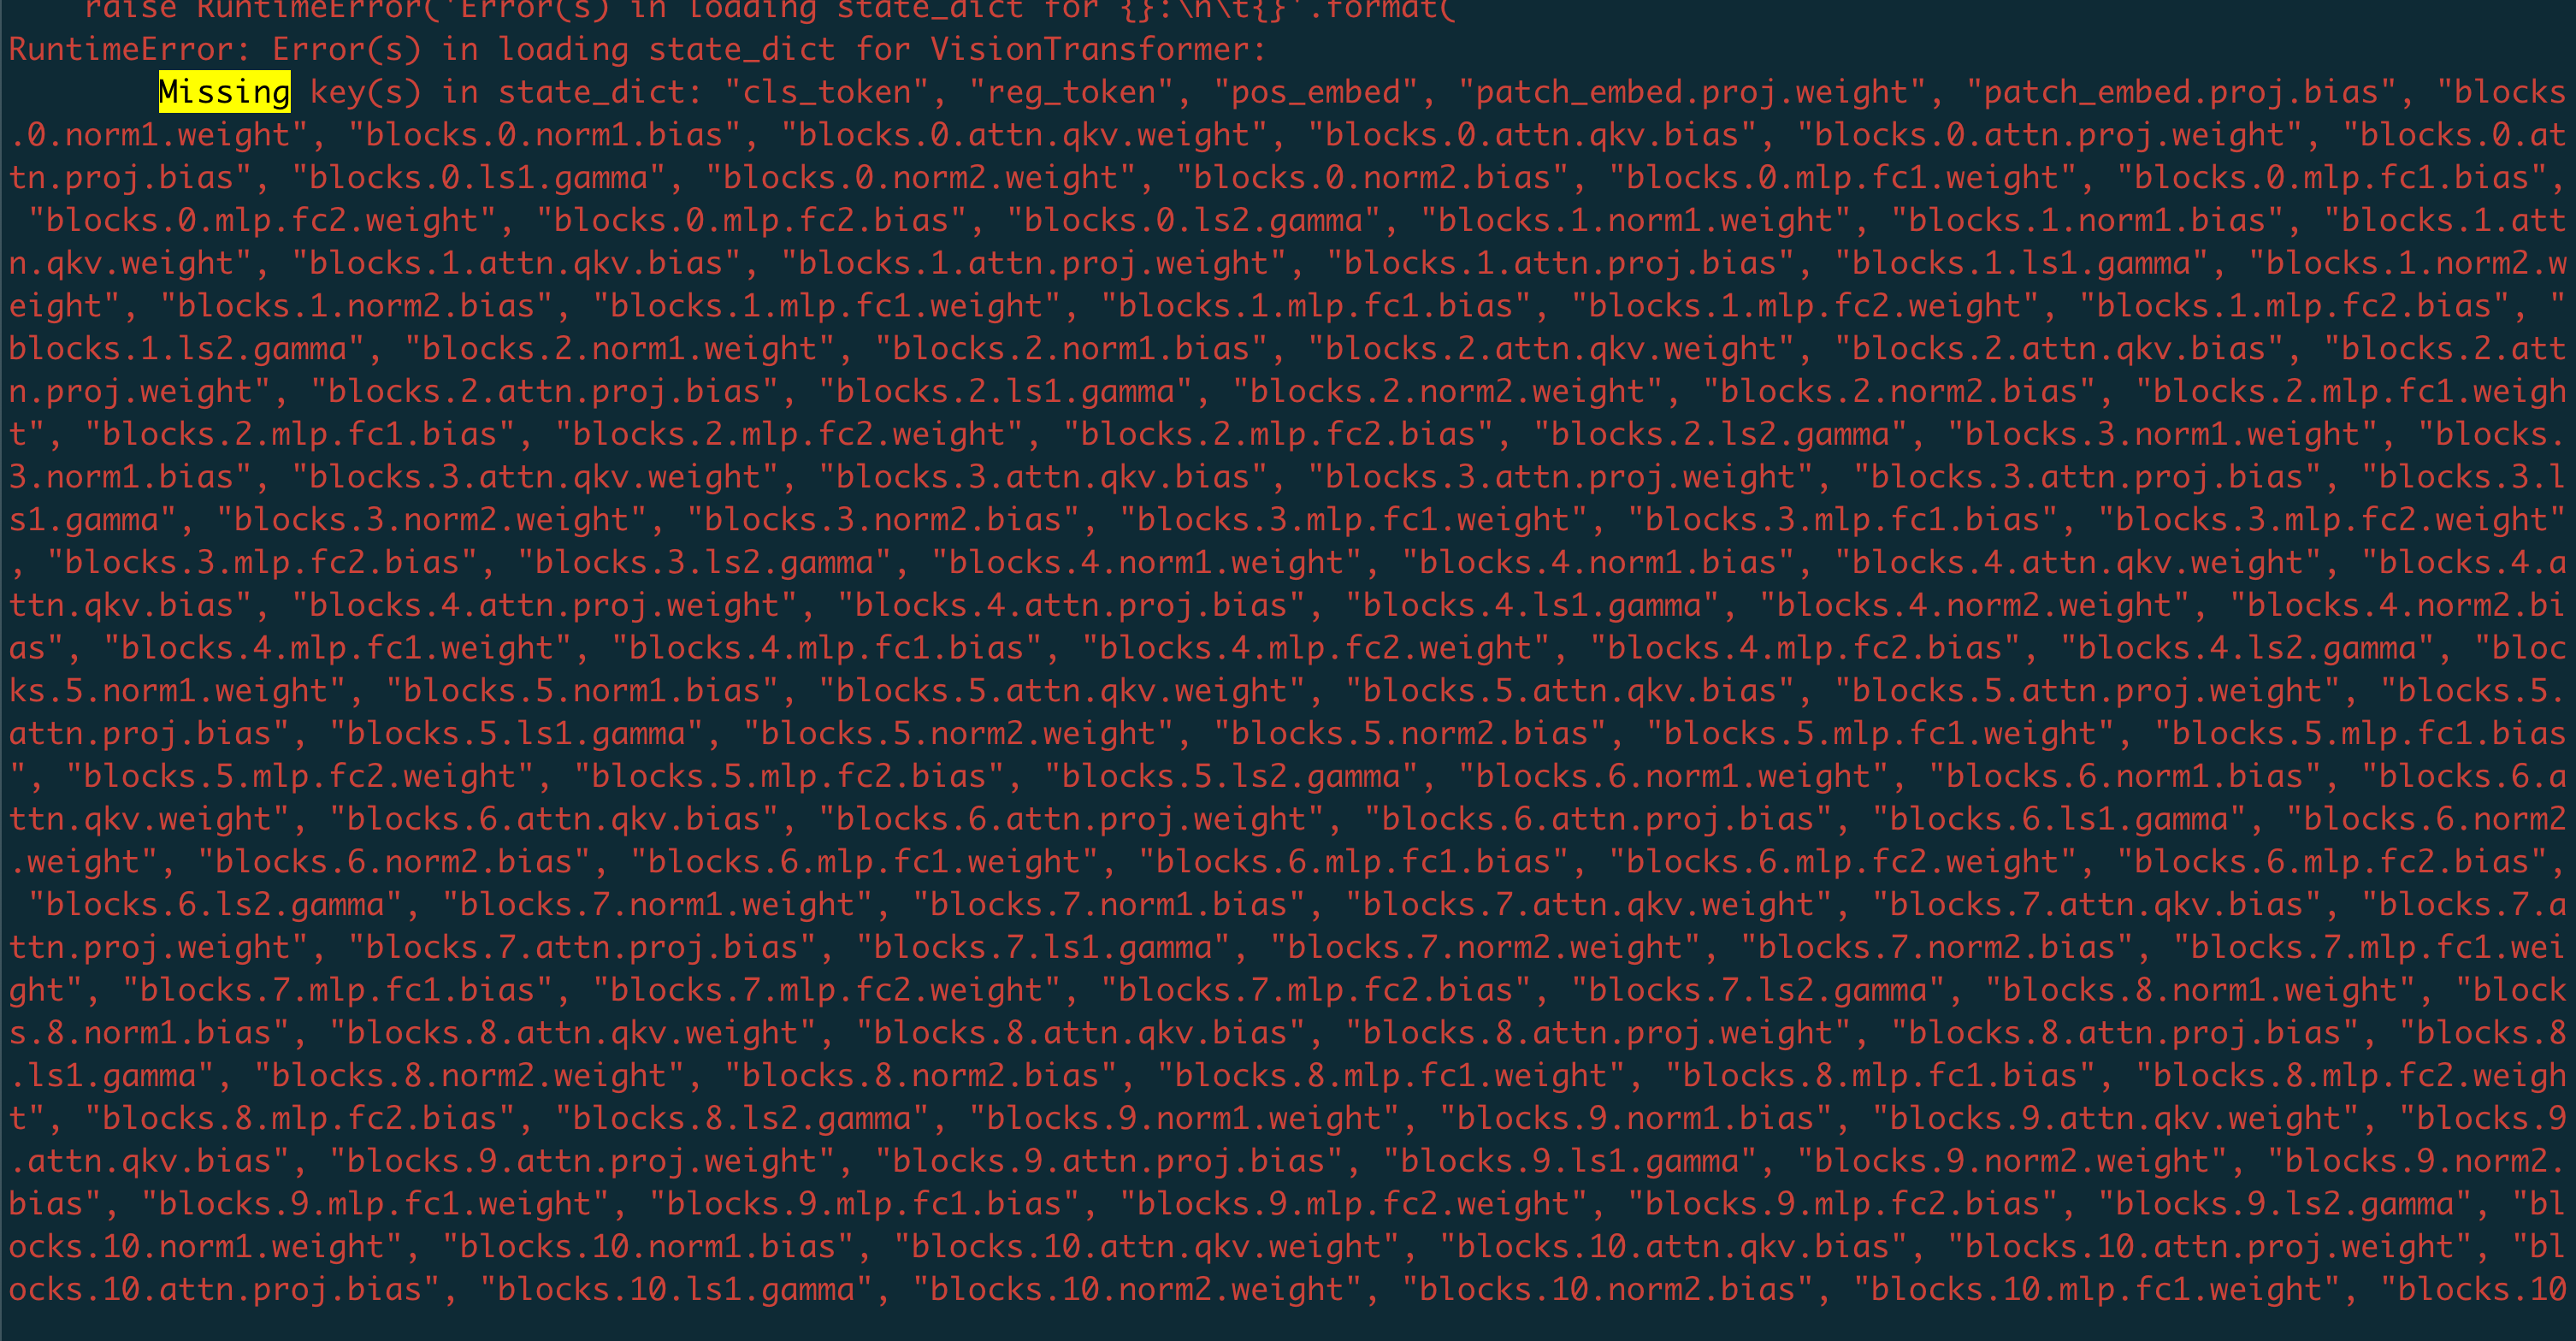 raise RuntimeError('Error(s) in loading state_dict for {}:\n\t{}'.format(
RuntimeError: Error(s) in loading state_dict for VisionTransformer:
Missing key(s) in state_dict: "cls_token", "reg_token", "pos_embed", "patch_embed.proj.weight", "patch_embed.proj.bias", "blocks
.0.norm1.weight", "blocks.0.norm1.bias", "blocks.0.attn.qkv.weight", "blocks.0.attn.qkv.bias", "blocks.0.attn.proj.weight", "blocks.0.at
tn.proj.bias", "blocks.0.ls1.gamma", "blocks.0.norm2.weight", "blocks.0.norm2.bias", "blocks.0.mlp.fc1.weight", "blocks.0.mlp.fc1.bias",
"blocks.0.mlp.fc2.weight", "blocks.0.mlp.fc2.bias", "blocks.0.ls2.gamma", "blocks.1.norm1.weight", "blocks.1.norm1.bias", "blocks.1.att
n.qkv.weight", "blocks.1.attn.qkv.bias", "blocks.1.attn.proj.weight", "blocks.1.attn.proj.bias", "blocks.1.ls1.gamma", "blocks.1.norm2.w
eight", "blocks.1.norm2.bias", "blocks.1.mlp.fc1.weight", "blocks.1.mlp.fc1.bias", "blocks.1.mlp.fc2.weight", "blocks.1.mlp.fc2.bias", "
blocks.1.ls2.gamma", "blocks.2.norm1.weight", "blocks.2.norm1.bias", "blocks.2.attn.qkv.weight", "blocks.2.attn.qkv.bias", "blocks.2.att
n.proj.weight", "blocks.2.attn.proj.bias", "blocks.2.ls1.gamma", "blocks.2.norm2.weight", "blocks.2.norm2.bias", "blocks.2.mlp.fc1.weigh
t", "blocks.2.mlp.fc1.bias", "blocks.2.mlp.fc2.weight", "blocks.2.mlp.fc2.bias", "blocks.2.ls2.gamma", "blocks.3.norm1.weight", "blocks.
3.norm1.bias", "blocks.3.attn.qkv.weight", "blocks.3.attn.qkv.bias", "blocks.3.attn.proj.weight", "blocks.3.attn.proj.bias", "blocks.3.l
s1.gamma", "blocks.3.norm2.weight", "blocks.3.norm2.bias", "blocks.3.mlp.fc1.weight", "blocks.3.mlp.fc1.bias", "blocks.3.mlp.fc2.weight"
, "blocks.3.mlp.fc2.bias", "blocks.3.ls2.gamma", "blocks.4.norm1.weight", "blocks.4.norm1.bias", "blocks.4.attn.qkv.weight", "blocks.4.a
ttn.qkv.bias", "blocks.4.attn.proj.weight", "blocks.4.attn.proj.bias", "blocks.4.ls1.gamma", "blocks.4.norm2.weight", "blocks.4.norm2.bi
as", "blocks.4.mlp.fc1.weight", "blocks.4.mlp.fc1.bias", "blocks.4.mlp.fc2.weight", "blocks.4.mlp.fc2.bias", "blocks.4.ls2.gamma", "bloc
ks.5.norm1.weight", "blocks.5.norm1.bias", "blocks.5.attn.qkv.weight", "blocks.5.attn.qkv.bias", "blocks.5.attn.proj.weight", "blocks.5.
attn.proj.bias", "blocks.5.ls1.gamma", "blocks.5.norm2.weight", "blocks.5.norm2.bias", "blocks.5.mlp.fc1.weight", "blocks.5.mlp.fc1.bias
", "blocks.5.mlp.fc2.weight", "blocks.5.mlp.fc2.bias", "blocks.5.ls2.gamma", "blocks.6.norm1.weight", "blocks.6.norm1.bias", "blocks.6.a
ttn.qkv.weight", "blocks.6.attn.qkv.bias", "blocks.6.attn.proj.weight", "blocks.6.attn.proj.bias", "blocks.6.ls1.gamma", "blocks.6.norm2
.weight", "blocks.6.norm2.bias", "blocks.6.mlp.fc1.weight", "blocks.6.mlp.fc1.bias", "blocks.6.mlp.fc2.weight", "blocks.6.mlp.fc2.bias",
"blocks.6.ls2.gamma", "blocks.7.norm1.weight", "blocks.7.norm1.bias", "blocks.7.attn.qkv.weight", "blocks.7.attn.qkv.bias", "blocks.7.a
ttn.proj.weight", "blocks.7.attn.proj.bias", "blocks.7.ls1.gamma", "blocks.7.norm2.weight", "blocks.7.norm2.bias", "blocks.7.mlp.fc1.wei
ght", "blocks.7.mlp.fc1.bias", "blocks.7.mlp.fc2.weight", "blocks.7.mlp.fc2.bias", "blocks.7.ls2.gamma", "blocks.8.norm1.weight", "block
s.8.norm1.bias", "blocks.8.attn.qkv.weight", "blocks.8.attn.qkv.bias", "blocks.8.attn.proj.weight", "blocks.8.attn.proj.bias", "blocks.8
.ls1.gamma", "blocks.8.norm2.weight", "blocks.8.norm2.bias", "blocks.8.mlp.fc1.weight", "blocks.8.mlp.fc1.bias", "blocks.8.mlp.fc2.weigh
t", "blocks.8.mlp.fc2.bias", "blocks.8.ls2.gamma", "blocks.9.norm1.weight", "blocks.9.norm1.bias", "blocks.9.attn.qkv.weight", "blocks.9
.attn.qkv.bias", "blocks.9.attn.proj.weight", "blocks.9.attn.proj.bias", "blocks.9.ls1.gamma", "blocks.9.norm2.weight", "blocks.9.norm2.
bias", "blocks.9.mlp.fc1.weight", "blocks.9.mlp.fc1.bias", "blocks.9.mlp.fc2.weight", "blocks.9.mlp.fc2.bias", "blocks.9.ls2.gamma", "bl
ocks.10.norm1.weight", "blocks.10.norm1.bias", "blocks.10.attn.qkv.weight", "blocks.10.attn.qkv.bias", "blocks.10.attn.proj.weight", "bl
ocks.10.attn.proj.bias", "blocks.10.ls1.gamma", "blocks.10.norm2.weight", "blocks.10.norm2.bias", "blocks.10.mlp.fc1.weight", "blocks.10